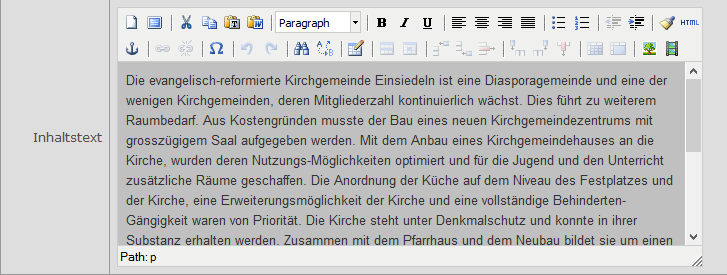 Paragraph B I U HTML
Inhaltstext
Die evangelisch-reformierte Kirchgemeinde Einsiedeln ist eine Diasporagemeinde und eine der
wenigen Kirchgemeinden, deren Mitgliederzahl kontinuierlich wächst. Dies führt zu weiterem
Raumbedarf. Aus Kostengründen musste der Bau eines neuen Kirchgemeindezentrums mit
grosszügigem Saal aufgegeben werden. Mit dem Anbau eines Kirchgemeindehauses an die
Kirche, wurden deren Nutzungs-Möglichkeiten optimiert und für die Jugend und den Unterricht
zusätzliche Räume geschaffen. Die Anordnung der Küche auf dem Niveau des Festplatzes und
der Kirche, eine Erweiterungsmöglichkeit der Kirche und eine vollständige Behinderten-
Gängigkeit waren von Priorität. Die Kirche steht unter Denkmalschutz und konnte in ihrer
Substanz erhalten werden. Zusammen mit dem Pfarrhaus und dem Neubau bildet sie um einen
Path: p